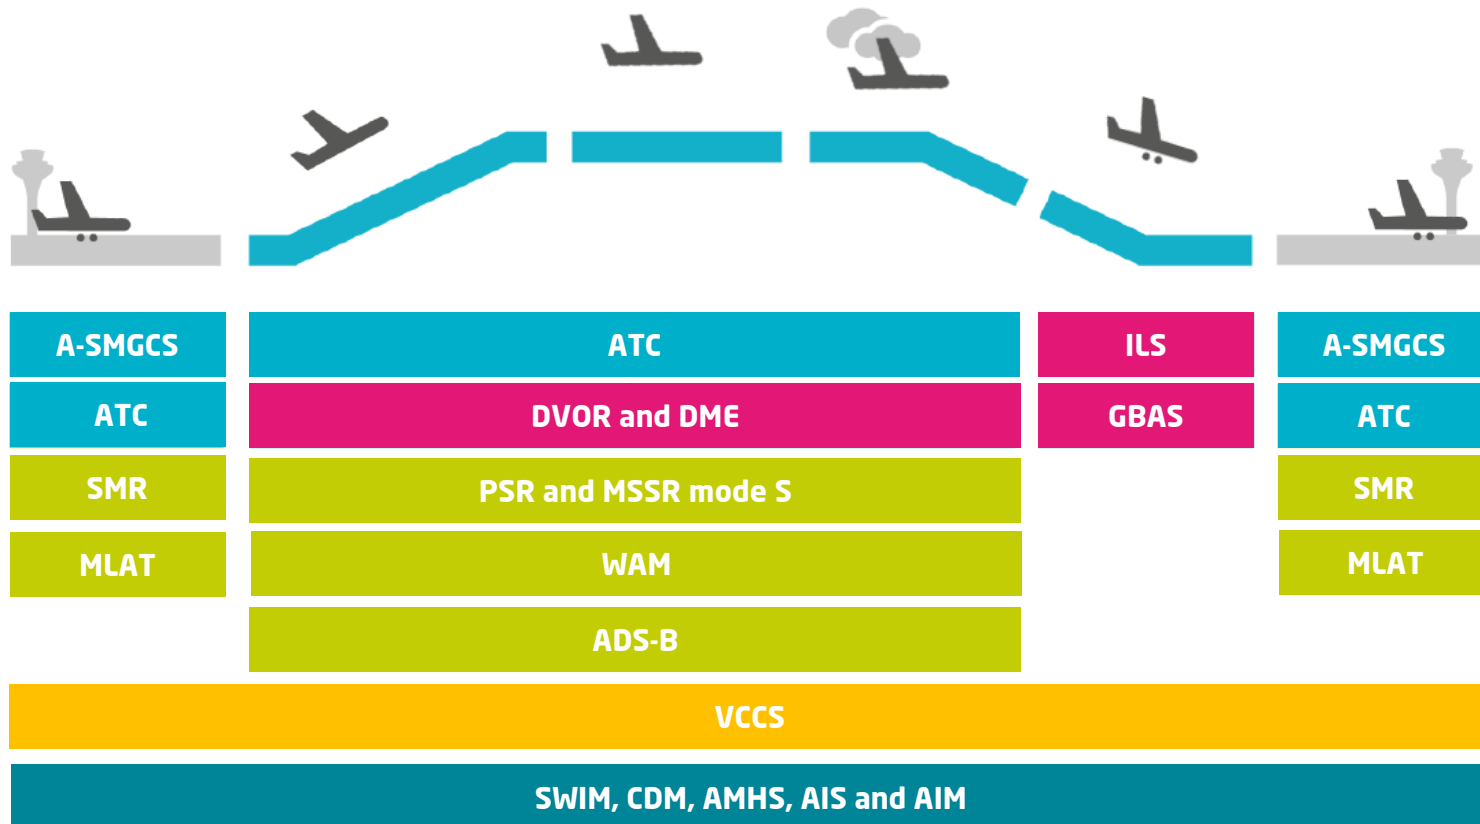 A-SMGCS
ATC
ILS
A-SMGCS
ATC
DVOR and DME
GBAS
ATC
SMR
PSR and MSSR mode S
SMR
MLAT
WAM
MLAT
ADS-B
VCCS
SWIM, CDM, AMHS, AIS and AIM